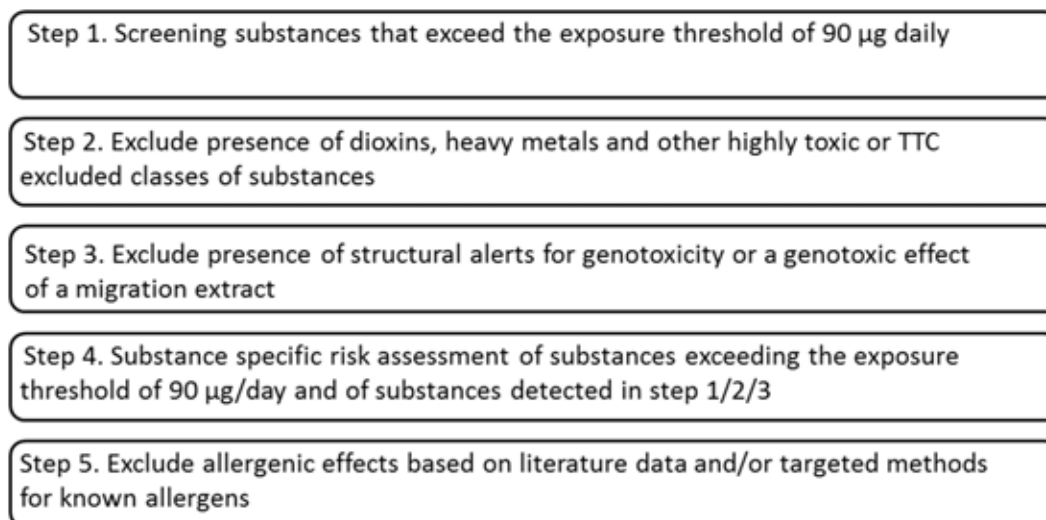 Step 1. Screening substances that exceed the exposure threshold of 90 µg daily
Step 2. Exclude presence of dioxins, heavy metals and other highly toxic or TTC
excluded classes of substances
Step 3. Exclude presence of structural alerts for genotoxicity or a genotoxic effect
of a migration extract
Step 4. Substance specific risk assessment of substances exceeding the exposure
threshold of 90 µg/day and of substances detected in step 1/2/3
Step 5. Exclude allergenic effects based on literature data and/or targeted methods
for known allergens